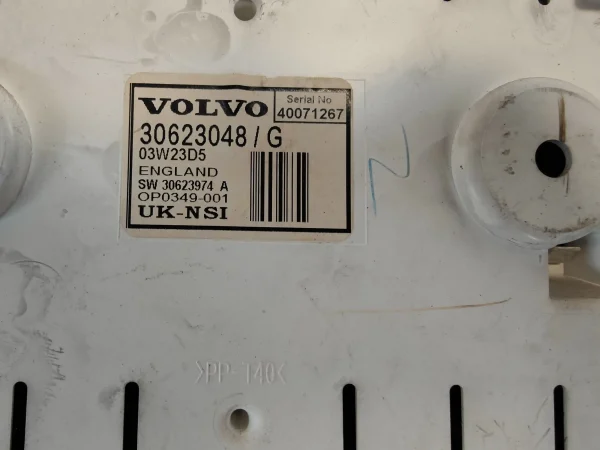 VOLVO
Serial No
40071267
30623048/G
03W23D5
ENGLAND
SW 30623974 A
OP0349-001
UK-NSI
N
>PP-T40<